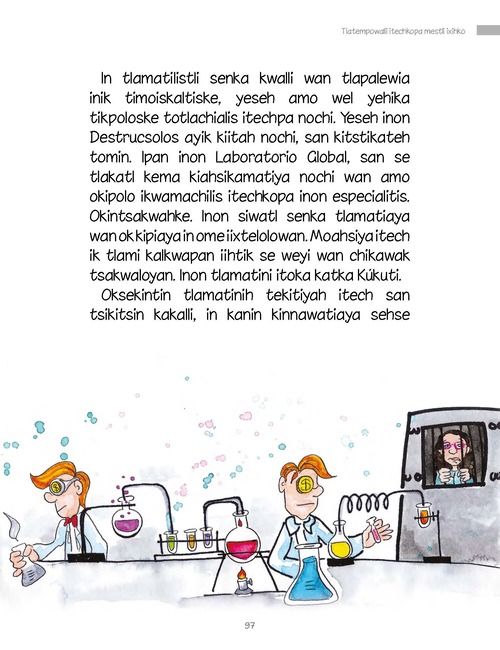 Tlatempowalli itechkopa mestli ixihko
In tlamatilistli senka kwalli wan tlapalewia
inik timoiskaltiske, yeseh amo wel yehika
tikpoloske totlachialis itechpa nochi. Yeseh inon
Destrucsolos ayik kiitah nochi, san kitstikateh
tomin. Ipan inon Laboratorio Global, san se
tlakatl kema kiahsikamatiya nochi wan amo
okipolo ikwamachilis itechkopa inon especialitis.
Okintsakwahke. Inon siwatl senka tlamatiaya
wan ok kipiaya in ome iixtelolowan. Moahsiya itech
ik tlami kalkwapan iihtik se weyi wan chikawak
tsakwaloyan. Inon tlamatini itoka katka Kúkuti.
Oksekintin tlamatinih tekitiyah itech san
tsikitsin kakalli, in kanin kinnawatiaya sehse
97